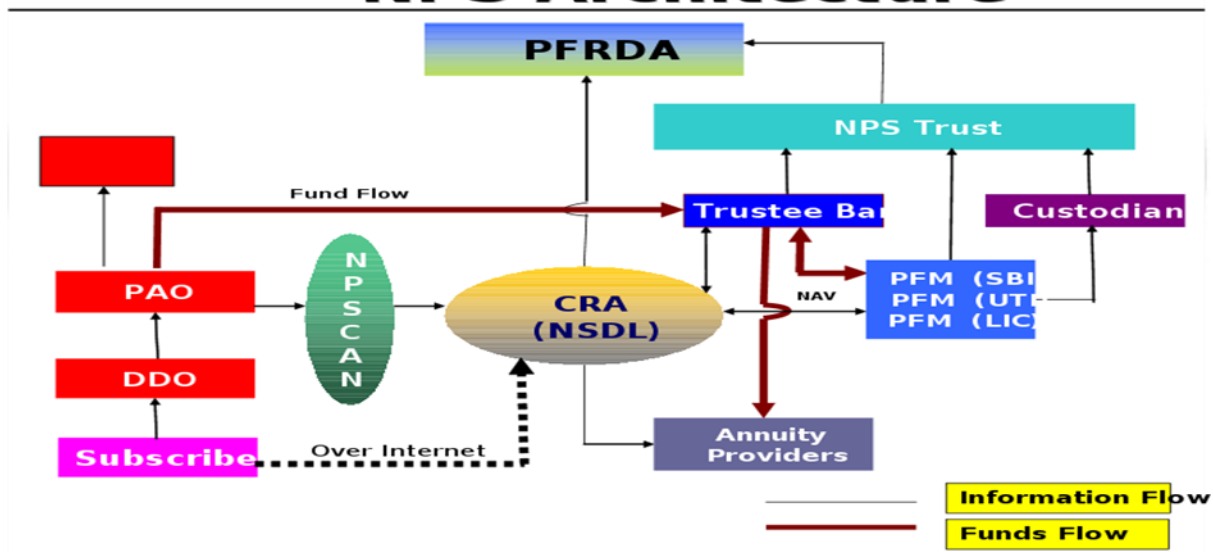 PFRDA
NPS Trust
Fund Flow
Trustee Ba
Custodian
PAO
N
P
S
C
A
N
CRA
(NSDL)
NAV
PFM (SBI
PFM (UTI
PFM (LIC)
DDO
Subscribe
Over Internet
Annuity
Providers
Information Flow
Funds Flow